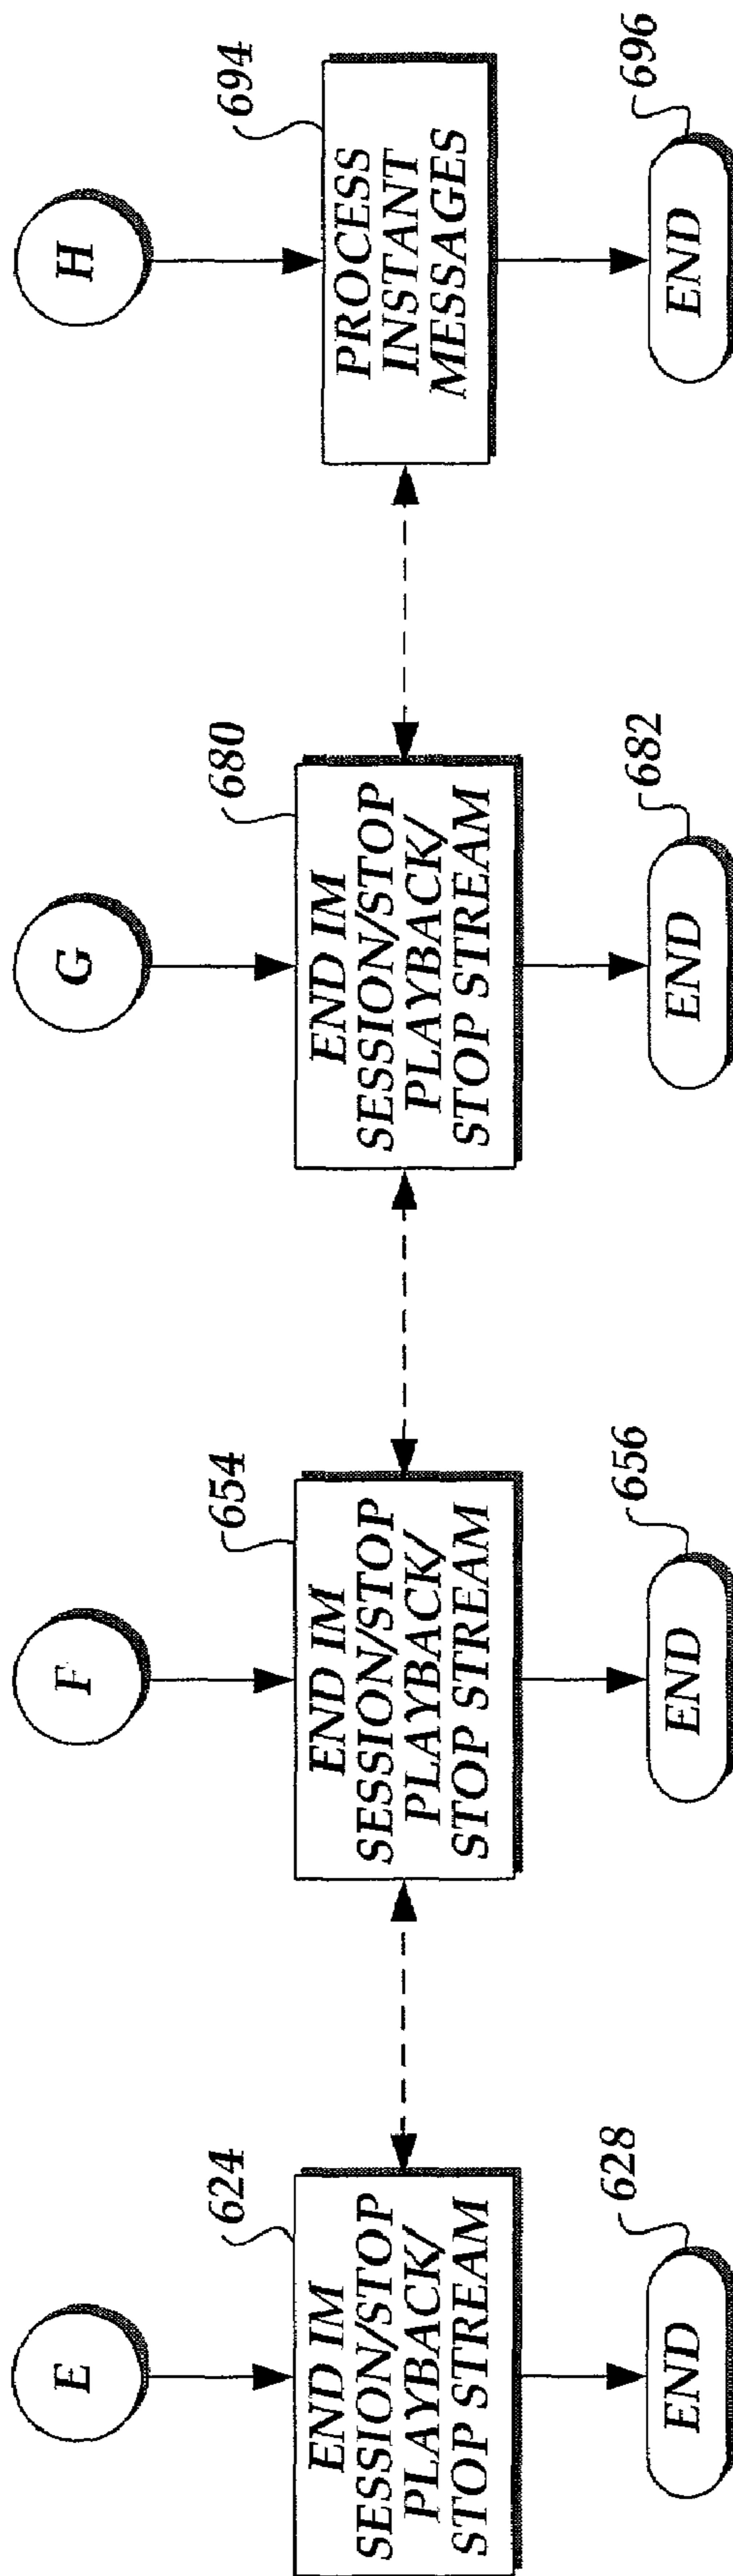 E
624
END IM
SESSION/STOP
PLAYBACK/
STOP STREAM
628
END
F
654
END IM
SESSION/STOP
PLAYBACK/
STOP STREAM
656
END
G
680
END IM
SESSION/STOP
PLAYBACK/
STOP STREAM
682
END
H
694
PROCESS
INSTANT
MESSAGES
696
END